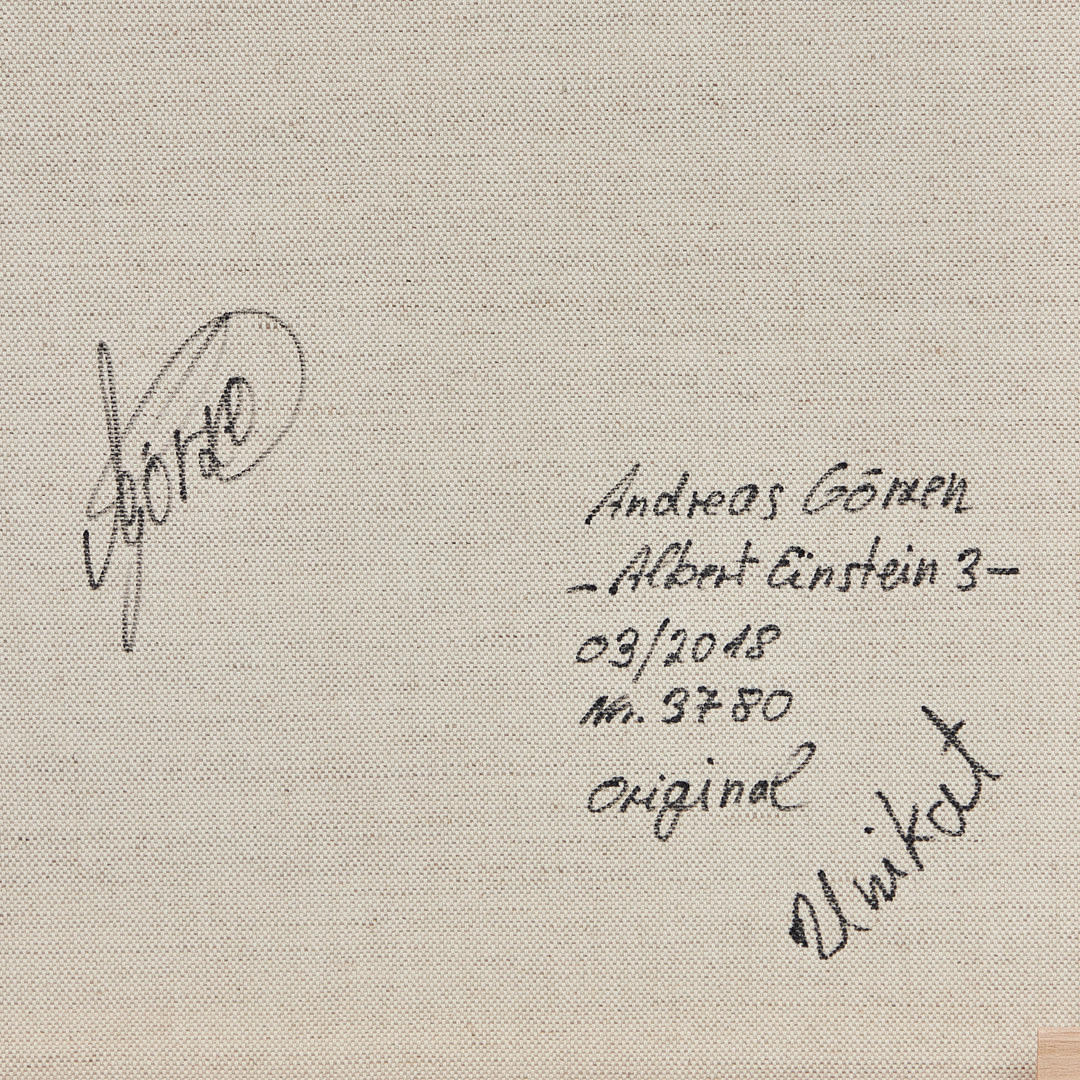 Görze
Andreas Görzen
- Albert Einstein 3 -
03/2018
Nr. 3780
Original
Unikat